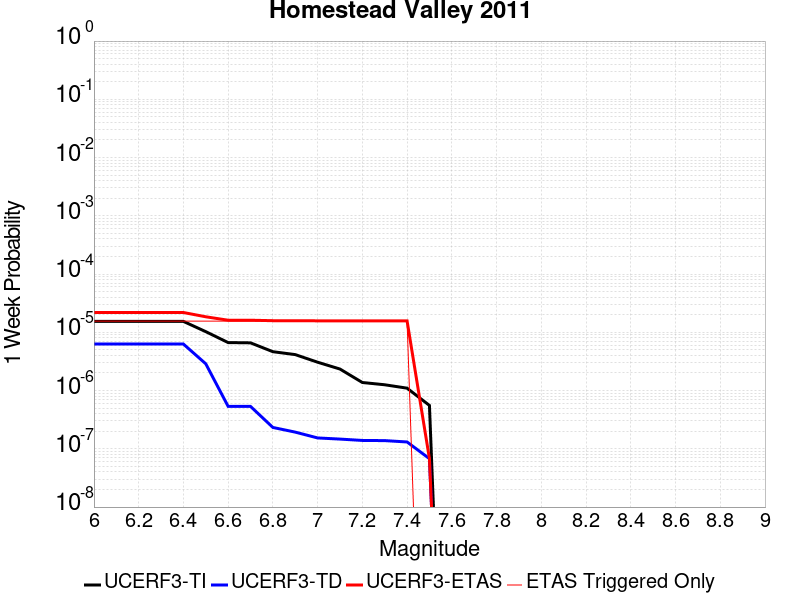 Homestead Valley 2011
1 Week Probability
10^0
10^-1
10^-2
10^-3
10^-4
10^-5
10^-6
10^-7
10^-8
6 6.2 6.4 6.6 6.8 7 7.2 7.4 7.6 7.8 8 8.2 8.4 8.6 8.8 9
Magnitude
UCERF3-TI UCERF3-TD UCERF3-ETAS ETAS Triggered Only